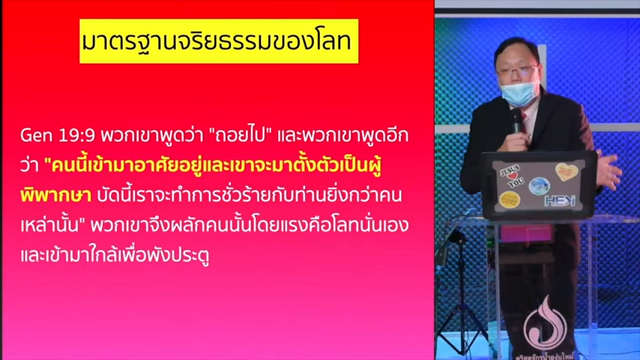 มาตรฐานจริยธรรมของโลท
Gen 19:9 พวกเขาพูดว่า "ถอยไป" และพวกเขาพูดอีก
ว่า "คนนี้เข้ามาอาศัยอยู่และเขาจะมาตั้งตัวเป็นผู้
พิพากษา บัดนี้เราจะทำการชั่วร้ายกับท่านยิ่งกว่าคน
เหล่านั้น" พวกเขาจึงผลักคนนั้นโดยแรงคือโลทนั่นเอง
และเข้ามาใกล้เพื่อพังประตู
JESUS
YOU